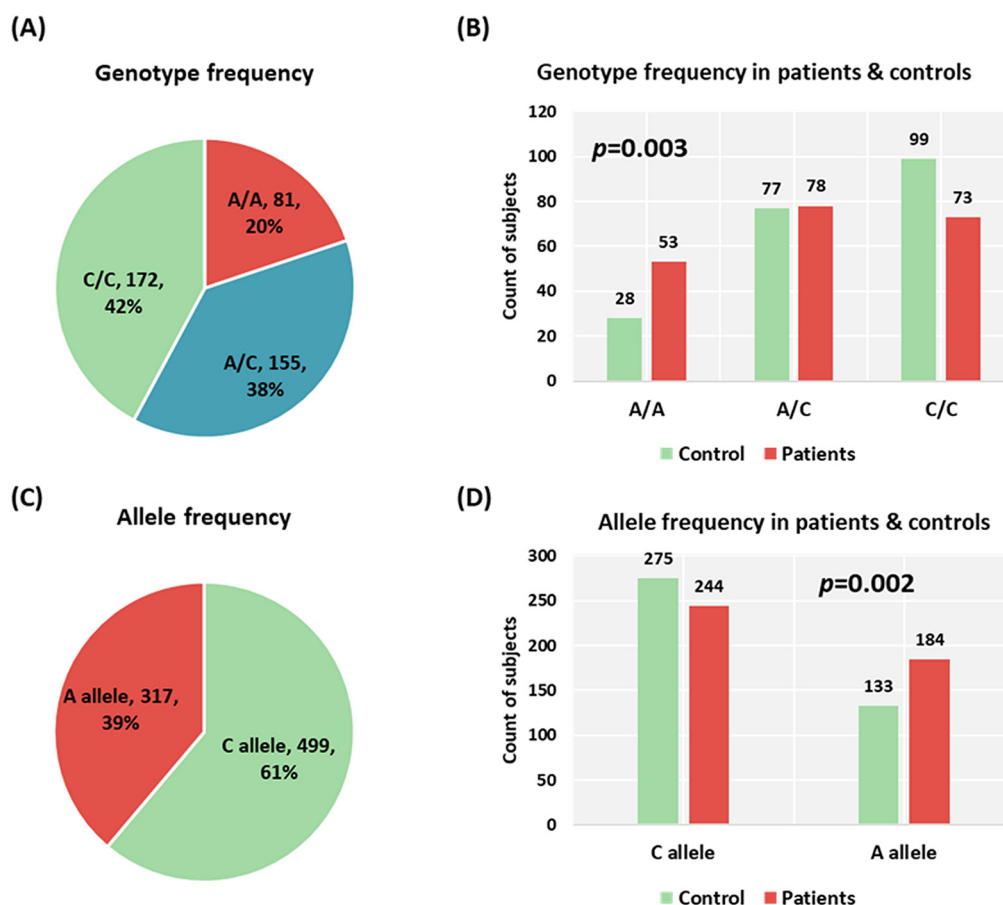 (A)
Genotype frequency
A/A, 81,
20%
C/C, 172,
42%
A/C, 155,
38%
(B)
Genotype frequency in patients & controls
120
100
80
60
40
20
0
Count of subjects
p=0.003
28
53
77
78
99
73
A/A
A/C
C/C
Control
Patients
(C)
Allele frequency
A allele, 317,
39%
C allele, 499,
61%
(D)
Allele frequency in patients & controls
300
250
200
150
100
50
0
Count of subjects
p=0.002
275
244
133
184
C allele
A allele
Control
Patients